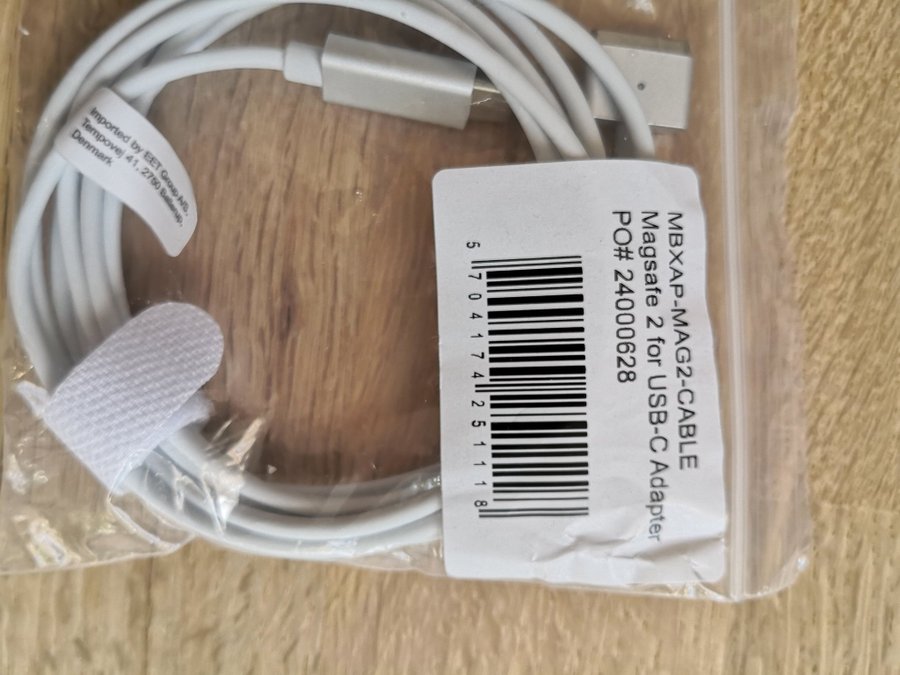 MBXAP-MAG2-CABLE
Magsafe 2 for USB-C Adapter
PO# 24000628
5 704174 251118
Imported by EET Group A/S,
Tempovej 41, 2750 Ballerup,
Denmark